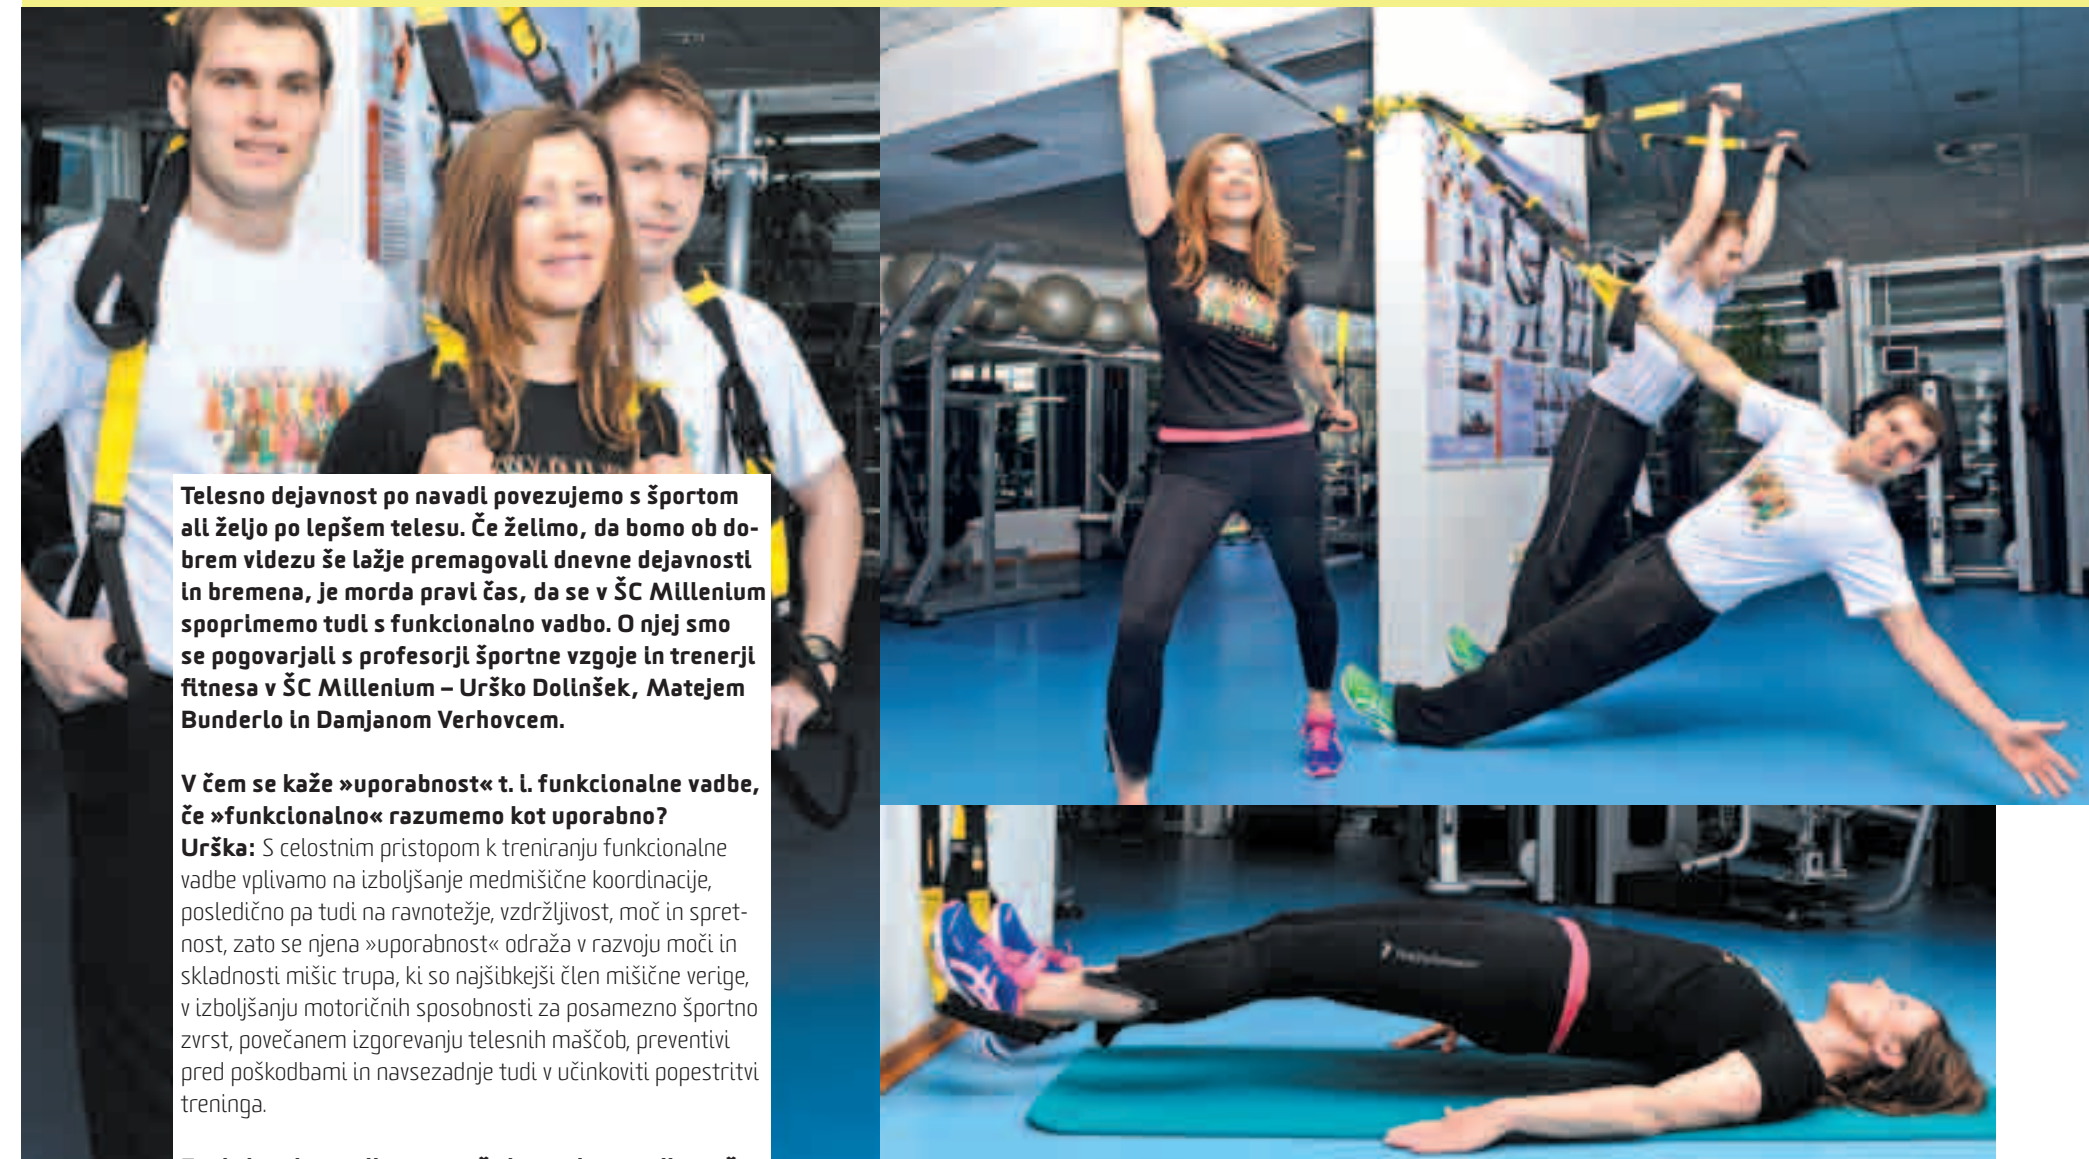 Telesno dejavnost po navadi povezujemo s športom
ali željo po lepšem telesu. Če želimo, da bomo ob do-
brem videzu še lažje premagovali dnevne dejavnosti
in bremena, je morda pravi čas, da se v ŠC Millenium
spoprimemo tudi s funkcionalno vadbo. O njej smo
se pogovarjali s profesorji športne vzgoje in trenerji
fitnesa v ŠC Millenium – Urško Dolinšek, Matejem
Bunderlo in Damjanom Verhovcem.
V čem se kaže »uporabnost« t. i. funkcionalne vadbe,
če »funkcionalno« razumemo kot uporabno?
Urška: S celostnim pristopom k treniranju funkcionalne
vadbe vplivamo na izboljšanje medmišične koordinacije,
posledično pa tudi na ravnotežje, vzdržljivost, moč in spret-
nost, zato se njena »uporabnost« odraža v razvoju moči in
skladnosti mišic trupa, ki so najšibkejši člen mišične verige,
v izboljšanju motoričnih sposobnosti za posamezno športno
zvrst, povečanem izgorevanju telesnih maščob, preventivi
pred poškodbami in navsezadnje tudi v učinkoviti popestritvi
treninga.